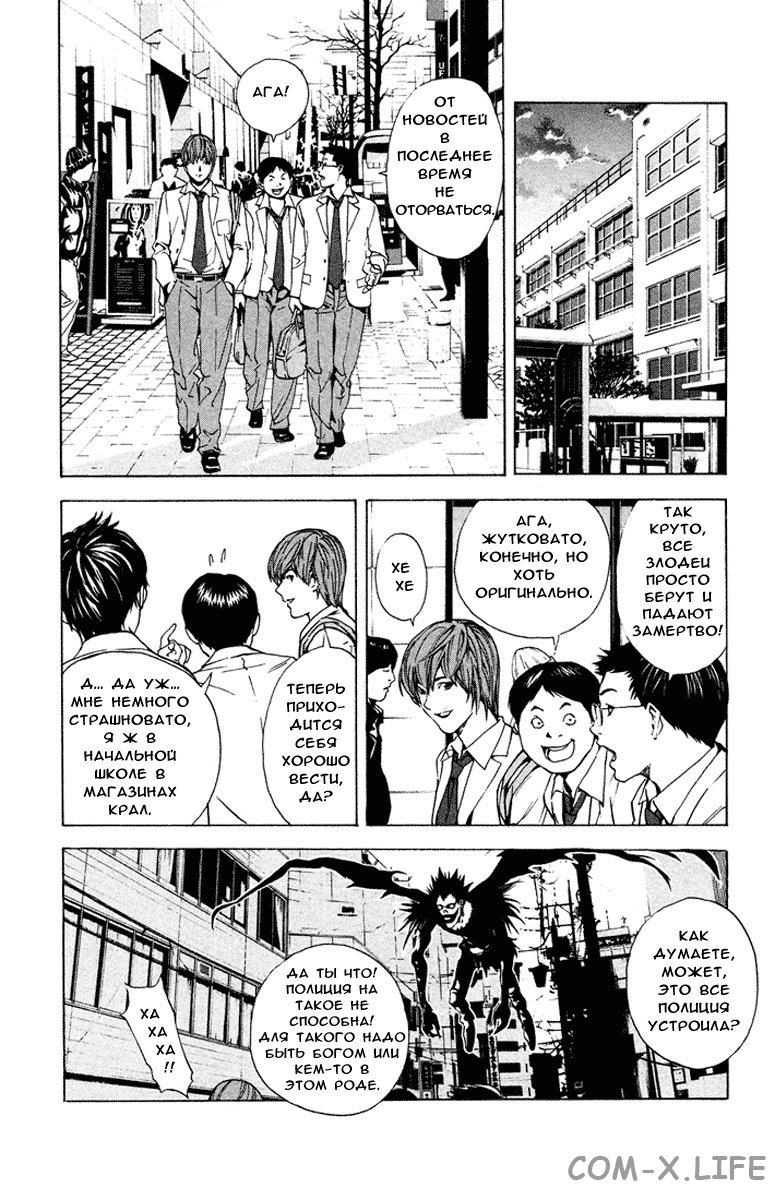 ОТ
НОВОСТЕЙ
В
ПОСЛЕДНЕЕ
ВРЕМЯ
НЕ
ОТОРВАТЬСЯ.
АГА!
ТАК
КРУТО,
ВСЕ
ЗЛОДЕИ
ПРОСТО
БЕРУТ И
ПАДАЮТ
ЗАМЕРТВО!
АГА,
ЖУТКОВАТО,
КОНЕЧНО, НО
ХОТЬ
ОРИГИНАЛЬНО.
ХЕ
ХЕ
ТЕПЕРЬ
ПРИХО-
ДИТСЯ
СЕБЯ
ХОРОШО
ВЕСТИ,
ДА?
Д... ДА УЖ...
МНЕ НЕМНОГО
СТРАШНОВАТО,
Я Ж В
НАЧАЛЬНОЙ
ШКОЛЕ В
МАГАЗИНАХ
КРАЛ.
КАК
ДУМАЕТЕ,
МОЖЕТ,
ЭТО ВСЕ
ПОЛИЦИЯ
УСТРОИЛА?
ДА ТЫ ЧТО!
ПОЛИЦИЯ НА
ТАКОЕ НЕ
СПОСОБНА!
ДЛЯ ТАКОГО НАДО
БЫТЬ БОГОМ ИЛИ
КЕМ-ТО В
ЭТОМ РОДЕ.
ХА
ХА
ХА
!!
COM-X.LIFE